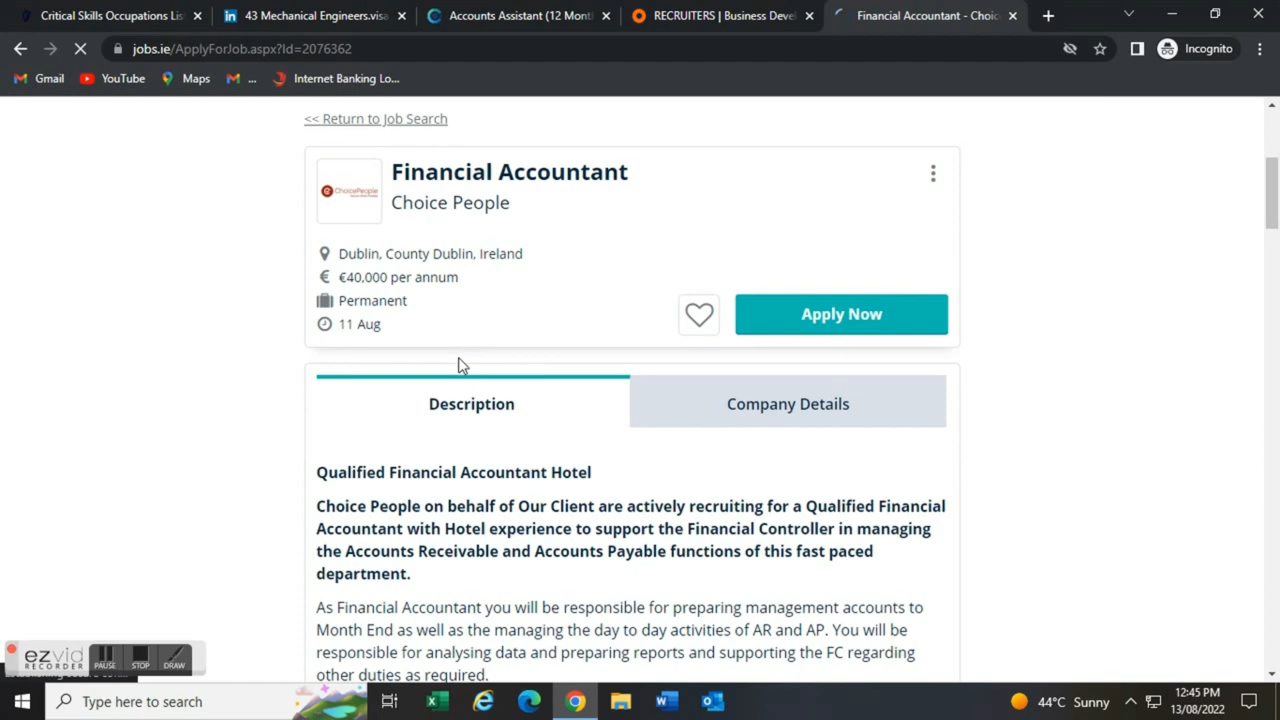 Critical Skills Occupations Lis
43 Mechanical Engineers.visa
Accounts Assistant (12 Mont
RECRUITERS | Business Deve
Financial Accountant - Choic
jobs.ie/ApplyForJob.aspx?Id=2076362
Incognito
Gmail
YouTube
Maps
...
Internet Banking Lo...
<< Return to Job Search
ChoicePeople
Financial Accountant
Choice People
Dublin, County Dublin, Ireland
€40,000 per annum
Permanent
11 Aug
Apply Now
Description
Company Details
Qualified Financial Accountant Hotel
Choice People on behalf of Our Client are actively recruiting for a Qualified Financial
Accountant with Hotel experience to support the Financial Controller in managing
the Accounts Receivable and Accounts Payable functions of this fast paced
department.
As Financial Accountant you will be responsible for preparing management accounts to
Month End as well as the managing the day to day activities of AR and AP. You will be
responsible for analysing data and preparing reports and supporting the FC regarding
other duties as required.
ezvid
RECORDER
PAUSE
STOP
DRAW
Type here to search
44°C Sunny
12:45 PM
13/08/2022